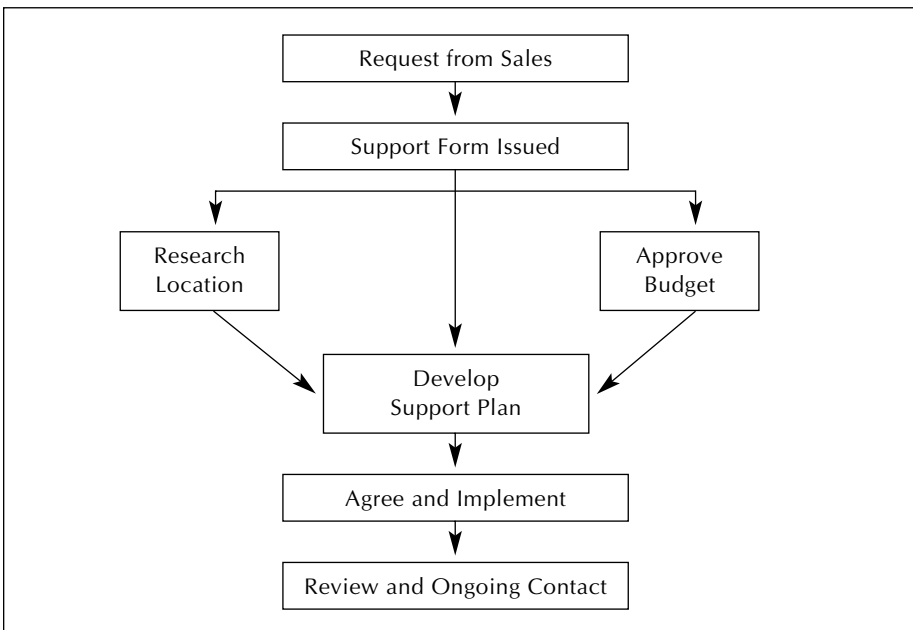 Request from Sales
Support Form Issued
Research
Location
Approve
Budget
Develop
Support Plan
Agree and Implement
Review and Ongoing Contact